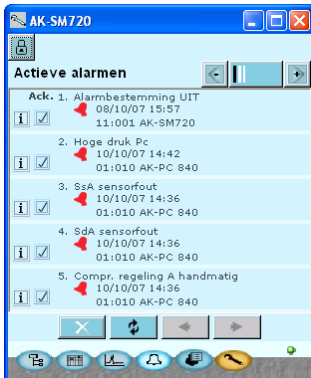 AK-SM720
Actieve alarmen
Ack. 1. Alarmbestemming UIT
08/10/07 15:57
11:001 AK-SM720
2. Hoge druk Pc
10/10/07 14:42
01:010 AK-PC 840
3. SsA sensorfout
10/10/07 14:36
01:010 AK-PC 840
4. SdA sensorfout
10/10/07 14:36
01:010 AK-PC 840
5. Compr. regeling A handmatig
10/10/07 14:36
01:010 AK-PC 840